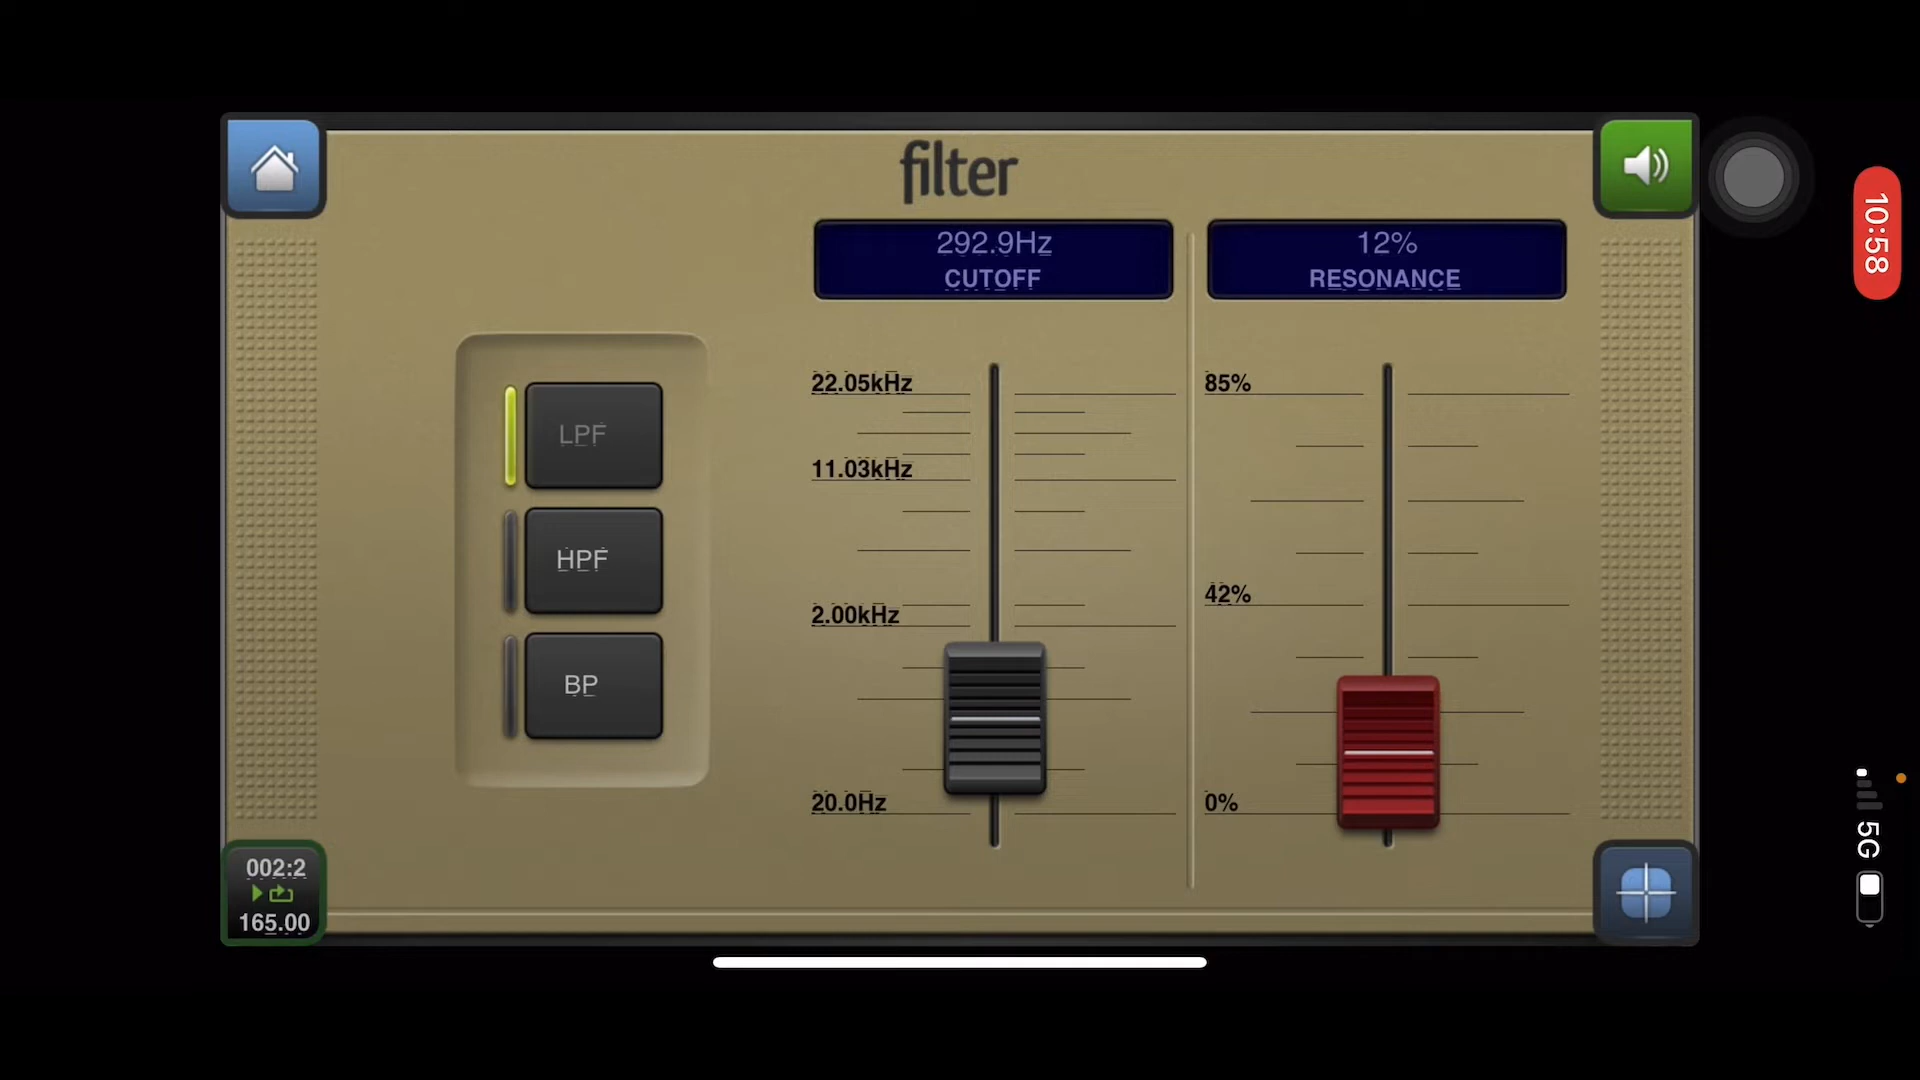 filter
292.9Hz
CUTOFF
12%
RESONANCE
22.05kHz
11.03kHz
2.00kHz
20.0Hz
85%
42%
0%
LPF
HPF
BP
002:2
165.00
10:58
5G